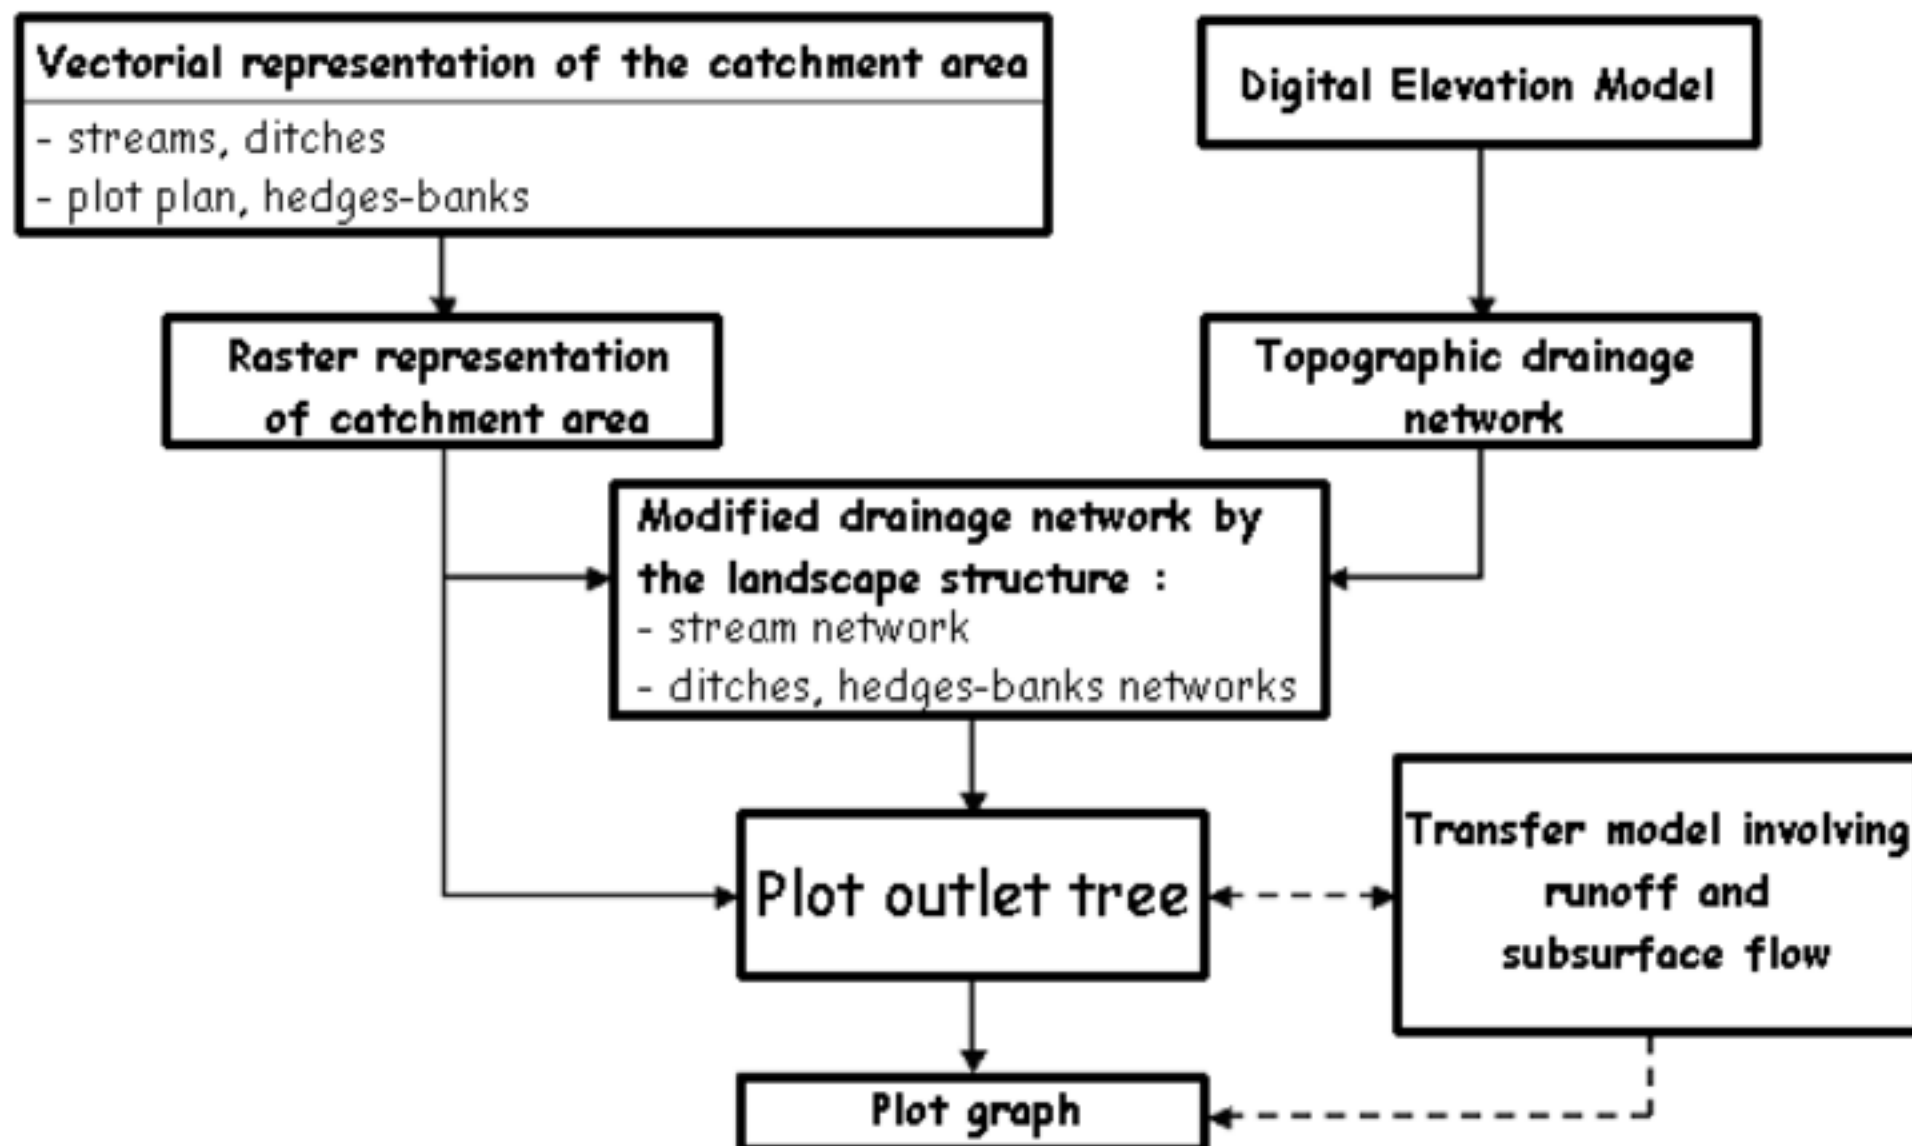 Vectorial representation of the catchment area
- streams, ditches
- plot plan, hedges-banks
Digital Elevation Model
Raster representation
of catchment area
Topographic drainage
network
Modified drainage network by
the landscape structure :
- stream network
- ditches, hedges-banks networks
Plot outlet tree
Transfer model involving
runoff and
subsurface flow
Plot graph